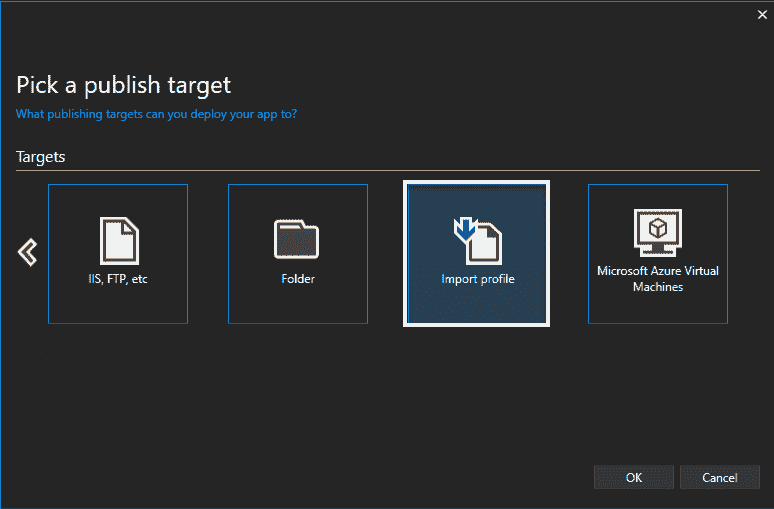 Pick a publish target
What publishing targets can you deploy your app to?
Targets
IIS, FTP, etc
Folder
Import profile
Microsoft Azure Virtual
Machines
OK
Cancel